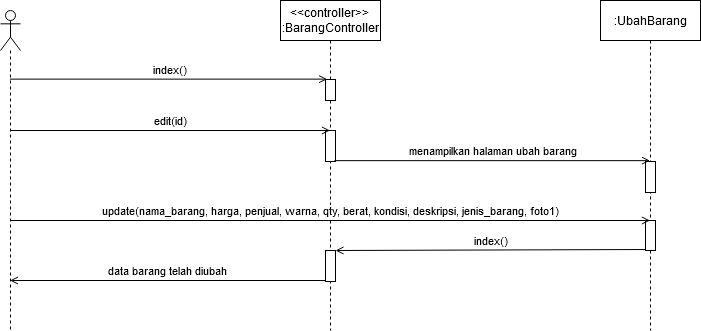 <<controller>>
:BarangController
:UbahBarang
index()
edit(id)
menampilkan halaman ubah barang
update(nama_barang, harga, penjual, warna, qty, berat, kondisi, deskripsi, jenis_barang, foto1)
index()
data barang telah diubah